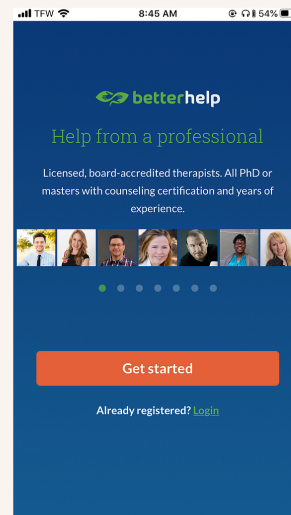 TFW 8:45 AM 54%
betterhelp
Help from a professional
Licensed, board-accredited therapists. All PhD or
masters with counseling certification and years of
experience.
Get started
Already registered? Login